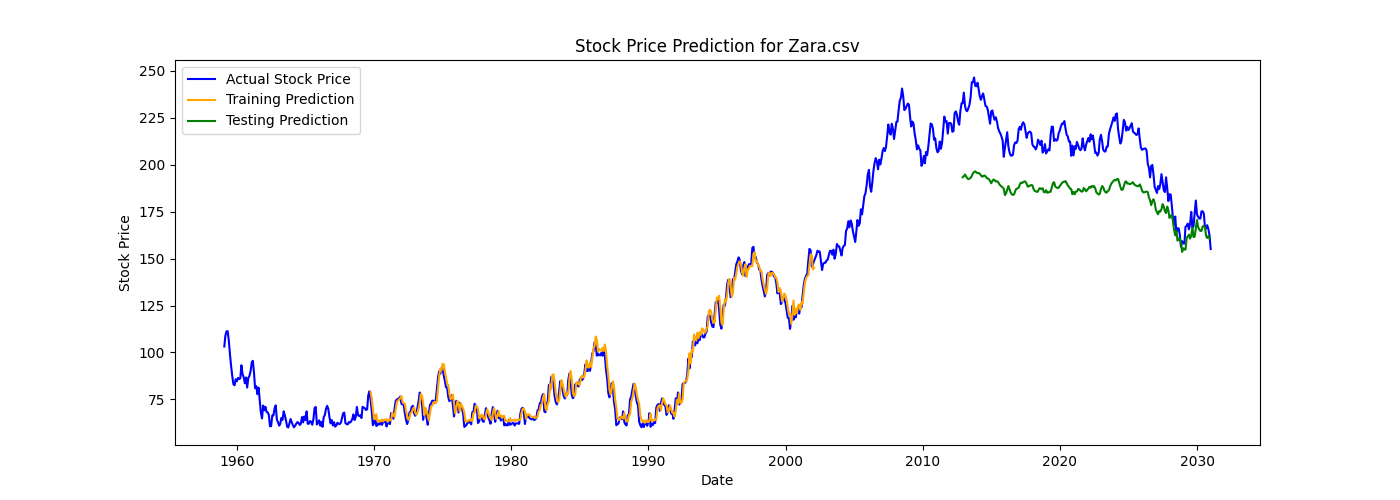 Stock Price Prediction for Zara.csv
Actual Stock Price
Training Prediction
Testing Prediction
Stock Price
250
225
200
175
150
125
100
75
1960 1970 1980 1990 2000 2010 2020 2030
Date